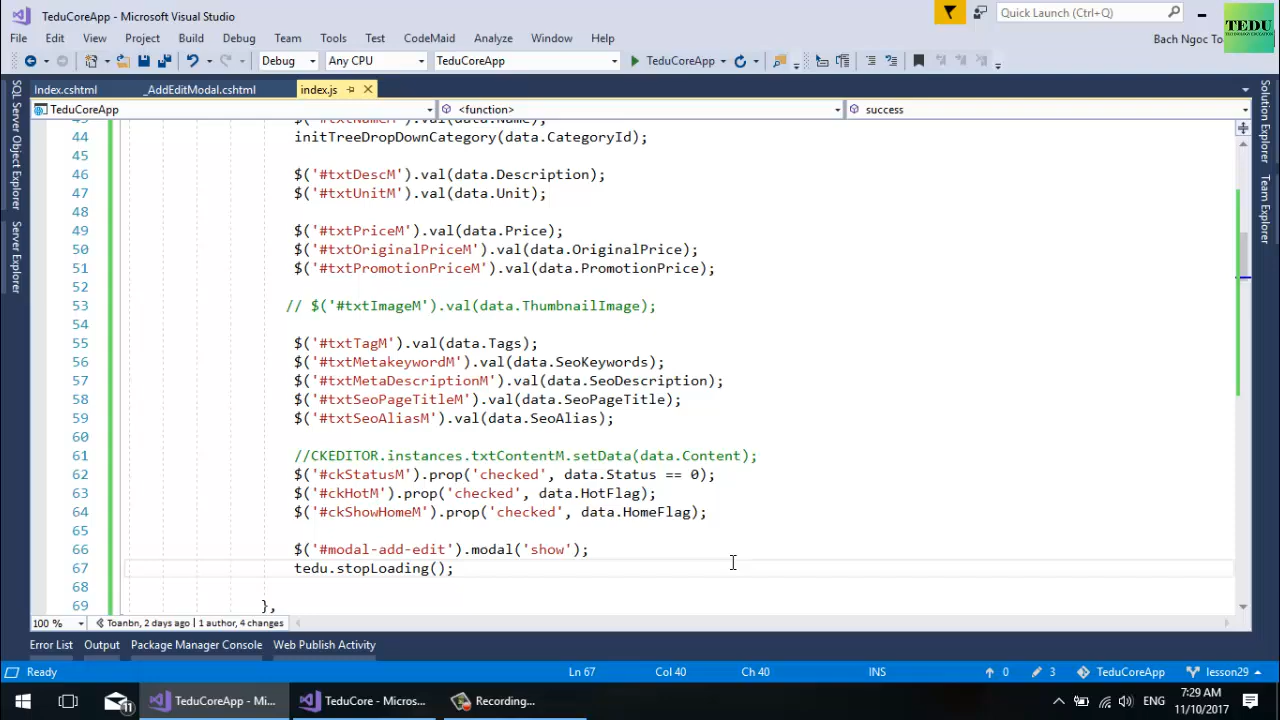 TeduCoreApp - Microsoft Visual Studio
Quick Launch (Ctrl+Q)
TEDU
File Edit View Project Build Debug Team Tools Test CodeMaid Analyze Window Help
Bach Ngoc To
Debug Any CPU TeduCoreApp TeduCoreApp
Index.cshtml _AddEditModal.cshtml index.js
TeduCoreApp <function> success
SQL Server Object Explorer
Server Explorer
Solution Explorer
Team Explorer
43 $('#txtNameM').val(data.Name);
44 initTreeDropDownCategory(data.CategoryId);
45
46 $('#txtDescM').val(data.Description);
47 $('#txtUnitM').val(data.Unit);
48
49 $('#txtPriceM').val(data.Price);
50 $('#txtOriginalPriceM').val(data.OriginalPrice);
51 $('#txtPromotionPriceM').val(data.PromotionPrice);
52
53 // $('#txtImageM').val(data.ThumbnailImage);
54
55 $('#txtTagM').val(data.Tags);
56 $('#txtMetakeywordM').val(data.SeoKeywords);
57 $('#txtMetaDescriptionM').val(data.SeoDescription);
58 $('#txtSeoPageTitleM').val(data.SeoPageTitle);
59 $('#txtSeoAliasM').val(data.SeoAlias);
60
61 //CKEDITOR.instances.txtContentM.setData(data.Content);
62 $('#ckStatusM').prop('checked', data.Status == 0);
63 $('#ckHotM').prop('checked', data.HotFlag);
64 $('#ckShowHomeM').prop('checked', data.HomeFlag);
65
66 $('#modal-add-edit').modal('show');
67 tedu.stopLoading();
68
69 },
100 % Toanbn, 2 days ago | 1 author, 4 changes
Error List Output Package Manager Console Web Publish Activity
Ready Ln 67 Col 40 Ch 40 INS 0 3 TeduCoreApp lesson29
11 TeduCoreApp - Mi... TeduCore - Micros... Recording... ENG 7:29 AM
11/10/2017